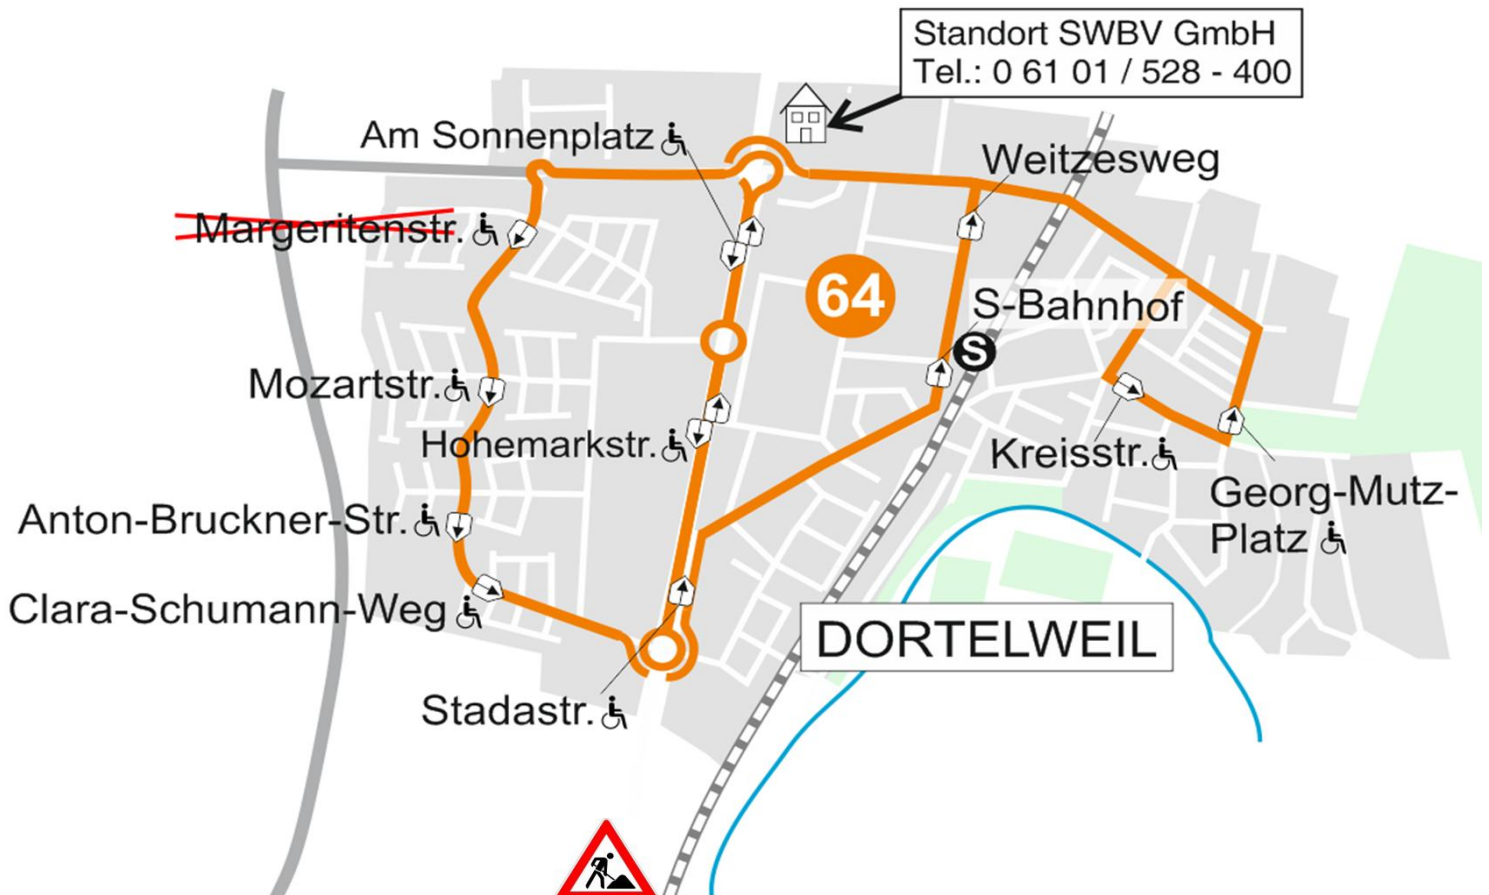 Standort SWBV GmbH
Tel.: 0 61 01 / 528 - 400
Am Sonnenplatz
Weitzesweg
Margeritenstr.
64
S-Bahnhof
S
Mozartstr.
Hohemarkstr.
Kreisstr.
Georg-Mutz-
Platz
Anton-Bruckner-Str.
Clara-Schumann-Weg
DORTELWEIL
Stadastr.